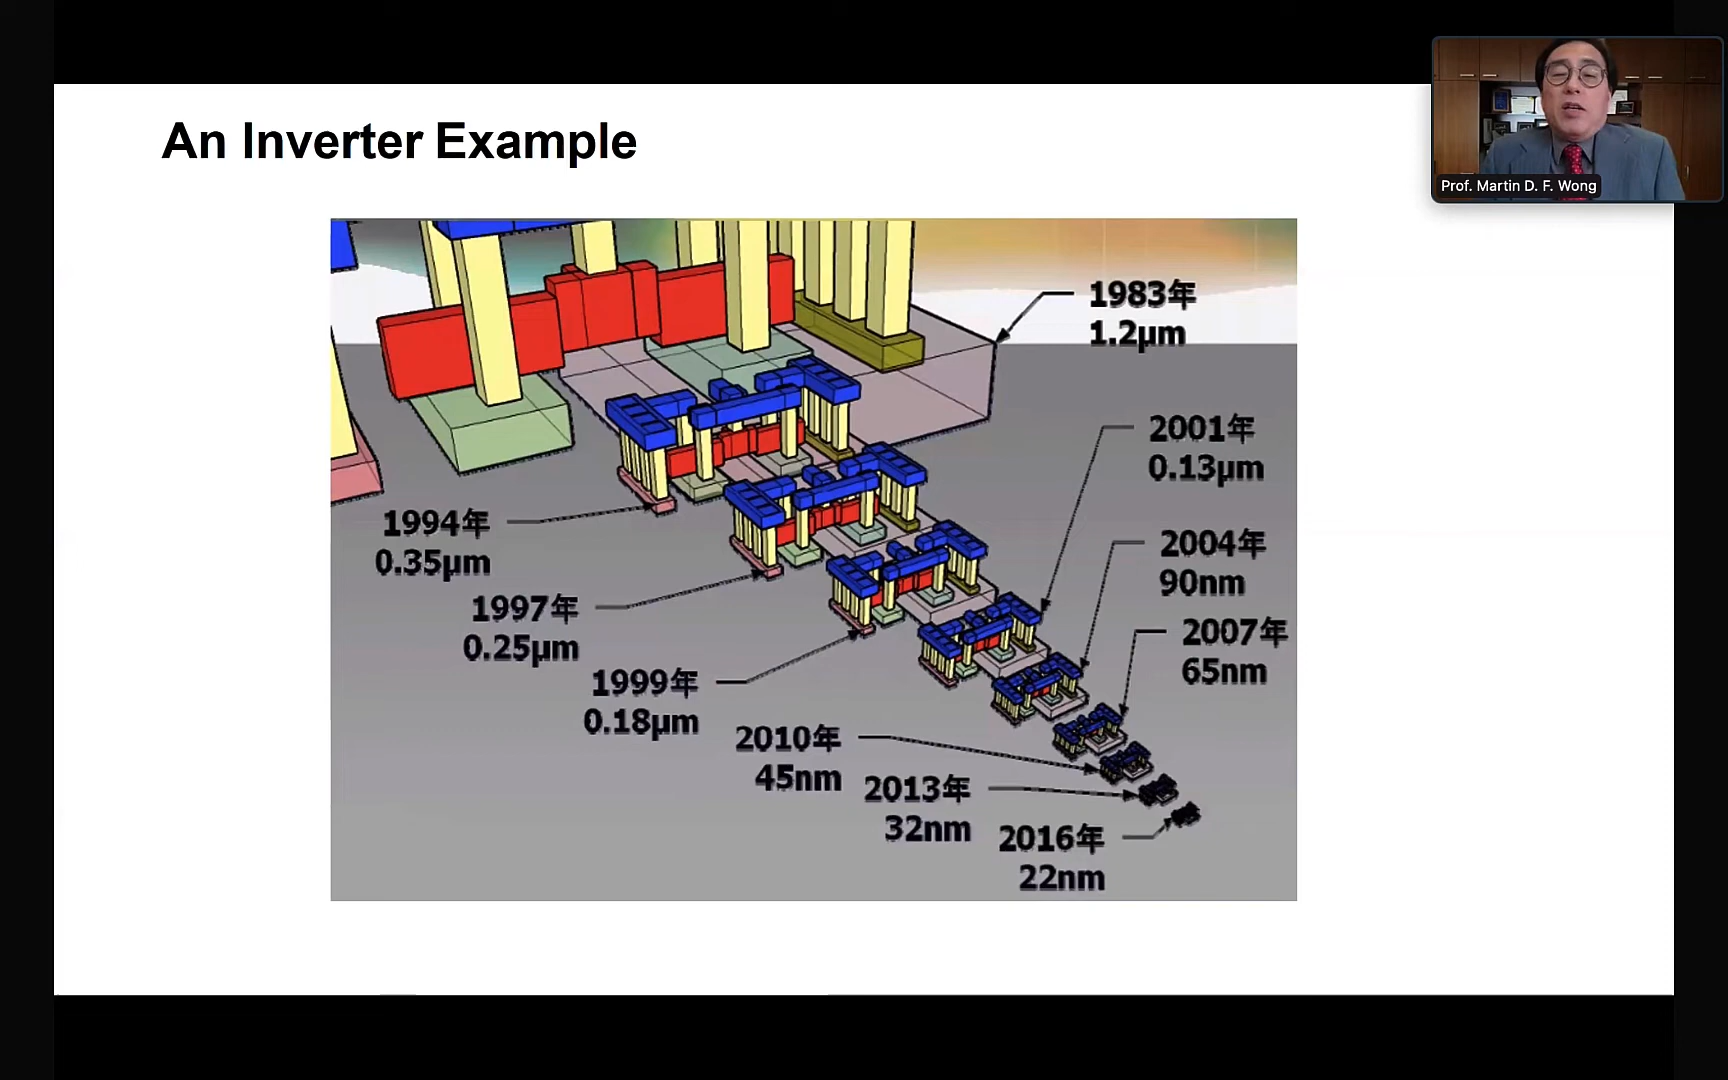 An Inverter Example
Prof. Martin D. F. Wong
1983年
1.2μm
2001年
0.13μm
1994年
0.35μm
2004年
90nm
1997年
0.25μm
2007年
65nm
1999年
0.18μm
2010年
45nm
2013年
32nm
2016年
22nm